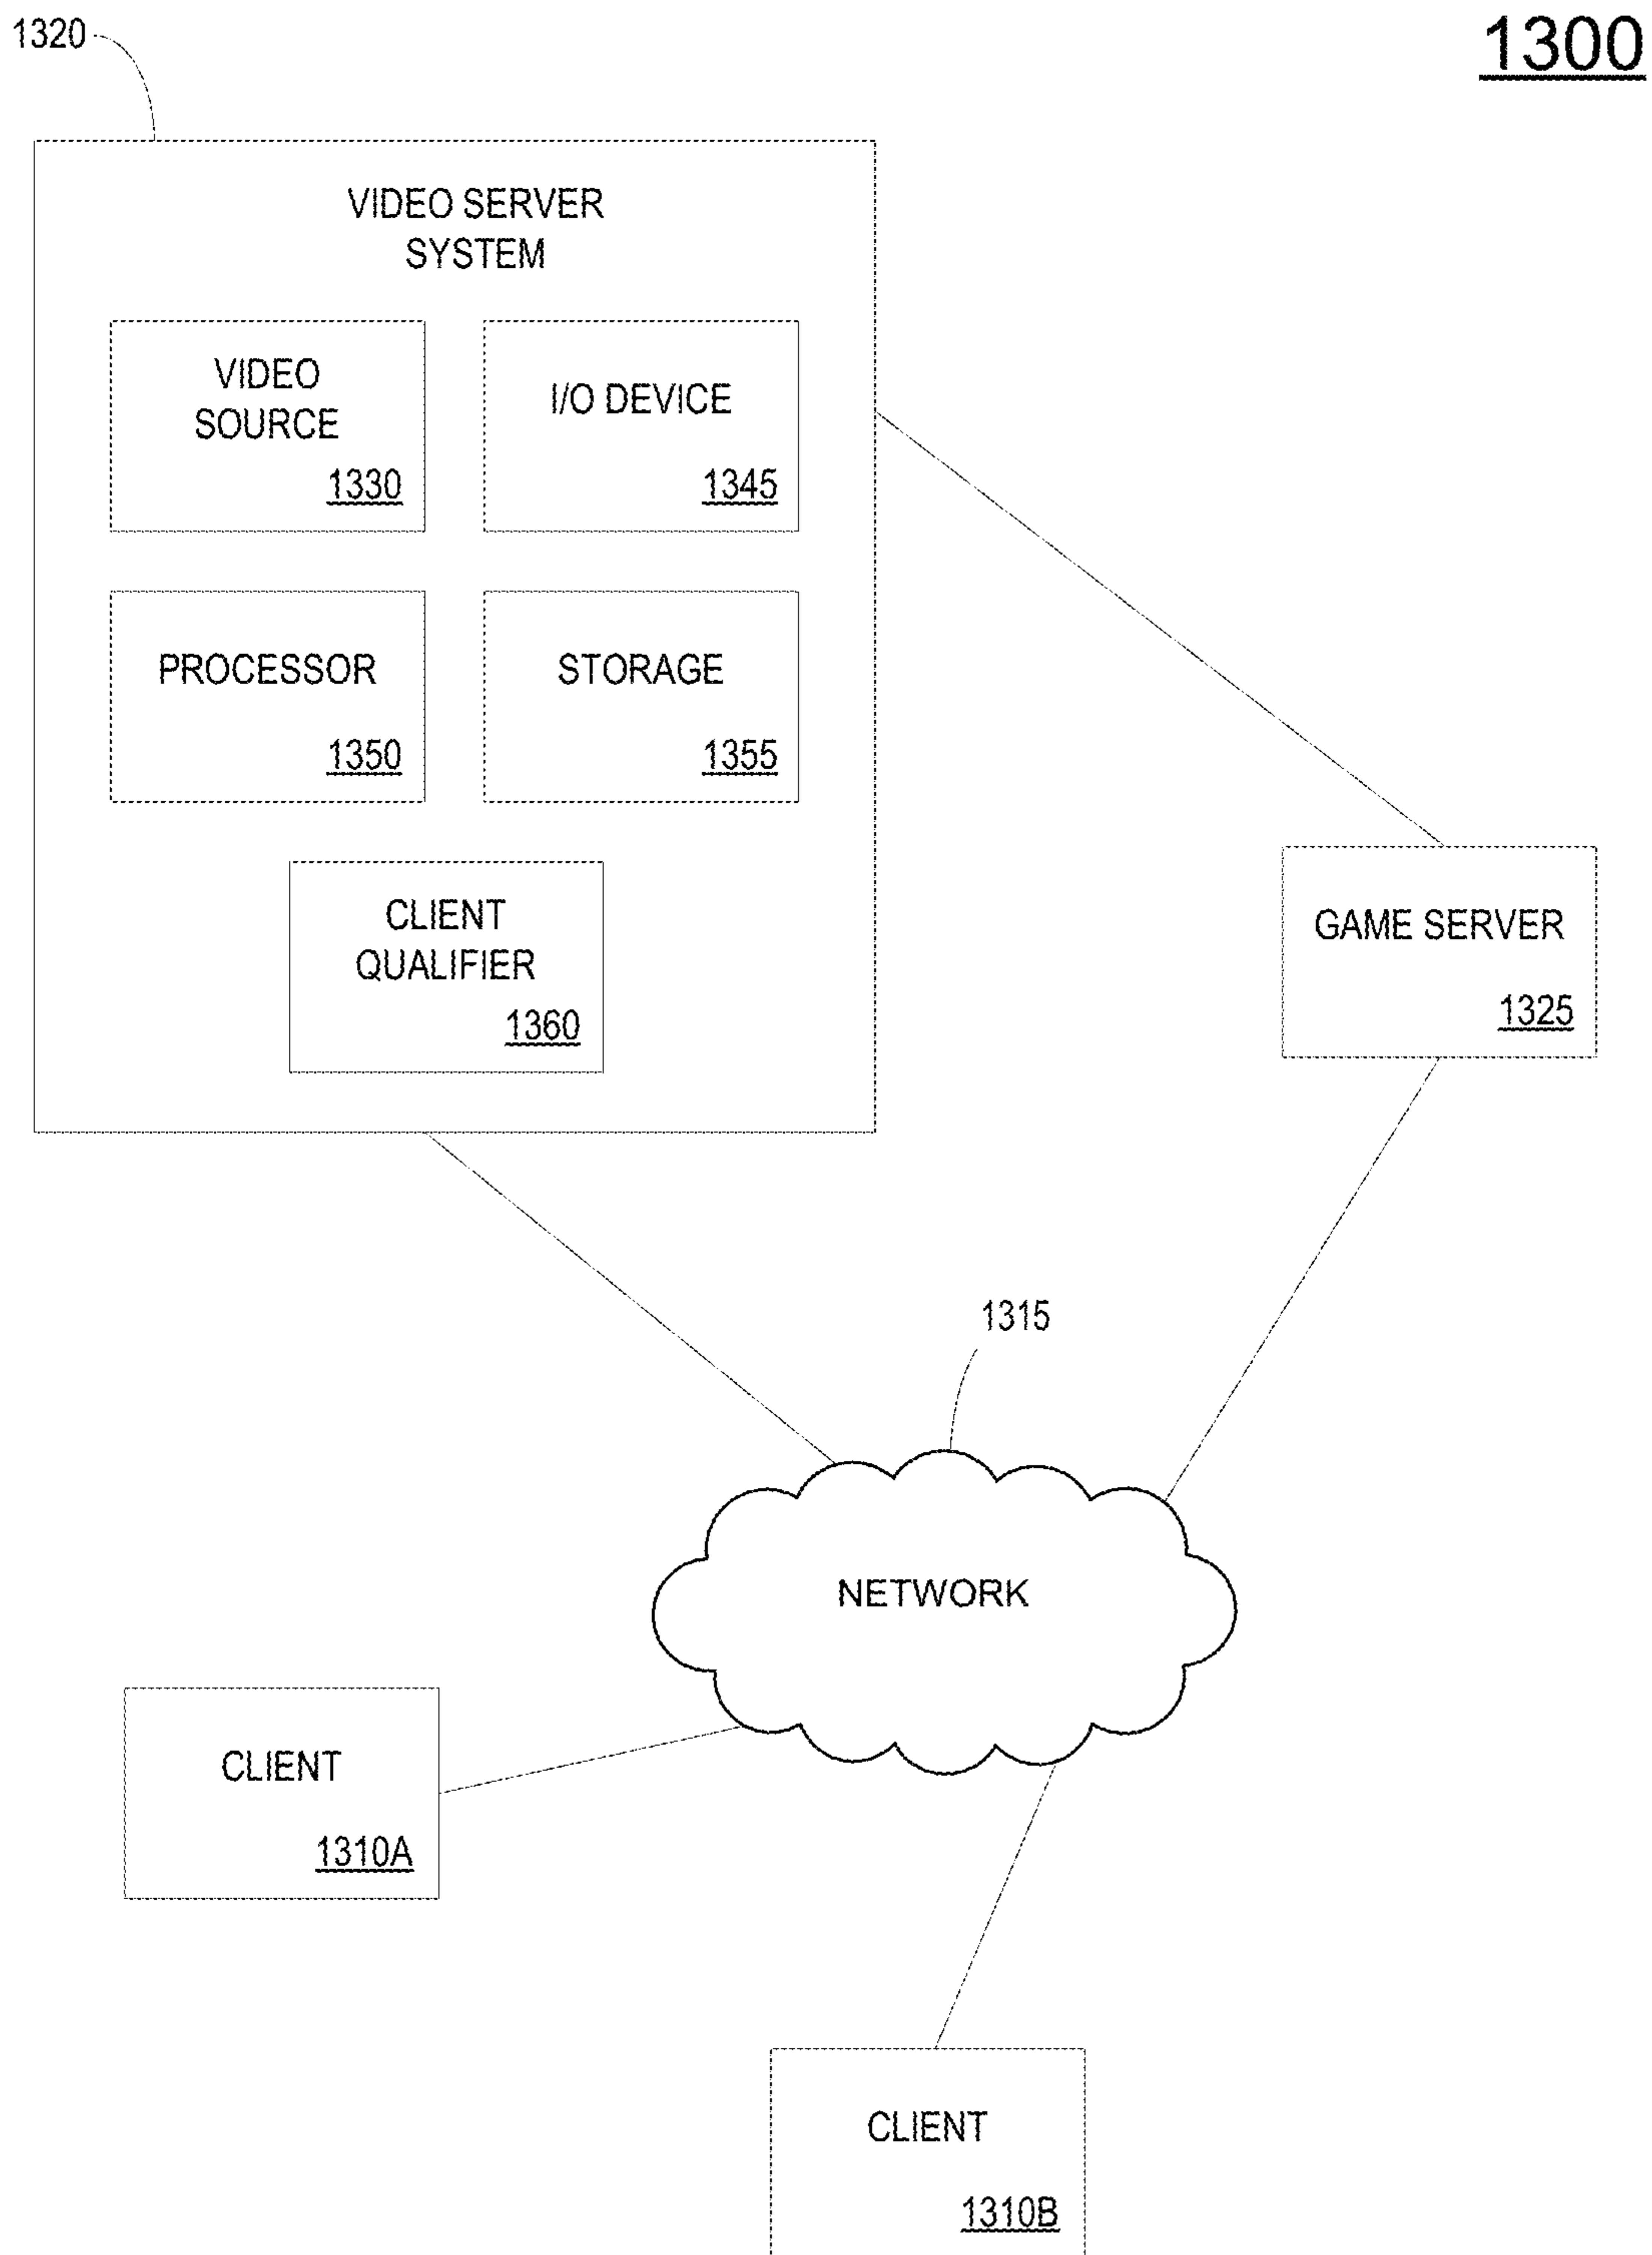 1320
1300
VIDEO SERVER
SYSTEM
VIDEO
SOURCE
1330
I/O DEVICE
1345
PROCESSOR
1350
STORAGE
1355
CLIENT
QUALIFIER
1360
GAME SERVER
1325
1315
NETWORK
CLIENT
1310A
CLIENT
1310B